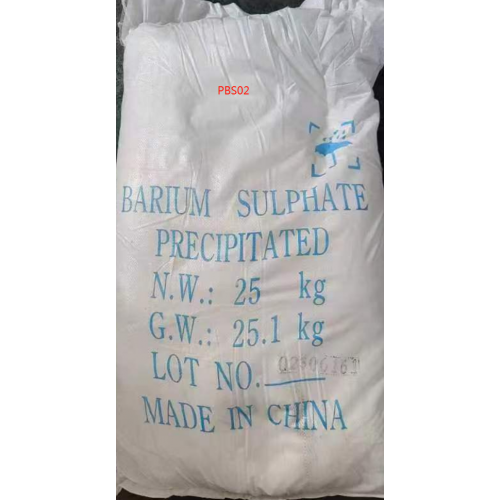 PBS02
BARIUM SULPHATE
PRECIPITATED
N.W.: 25 kg
G.W.: 25.1 kg
LOT NO.
MADE IN CHINA